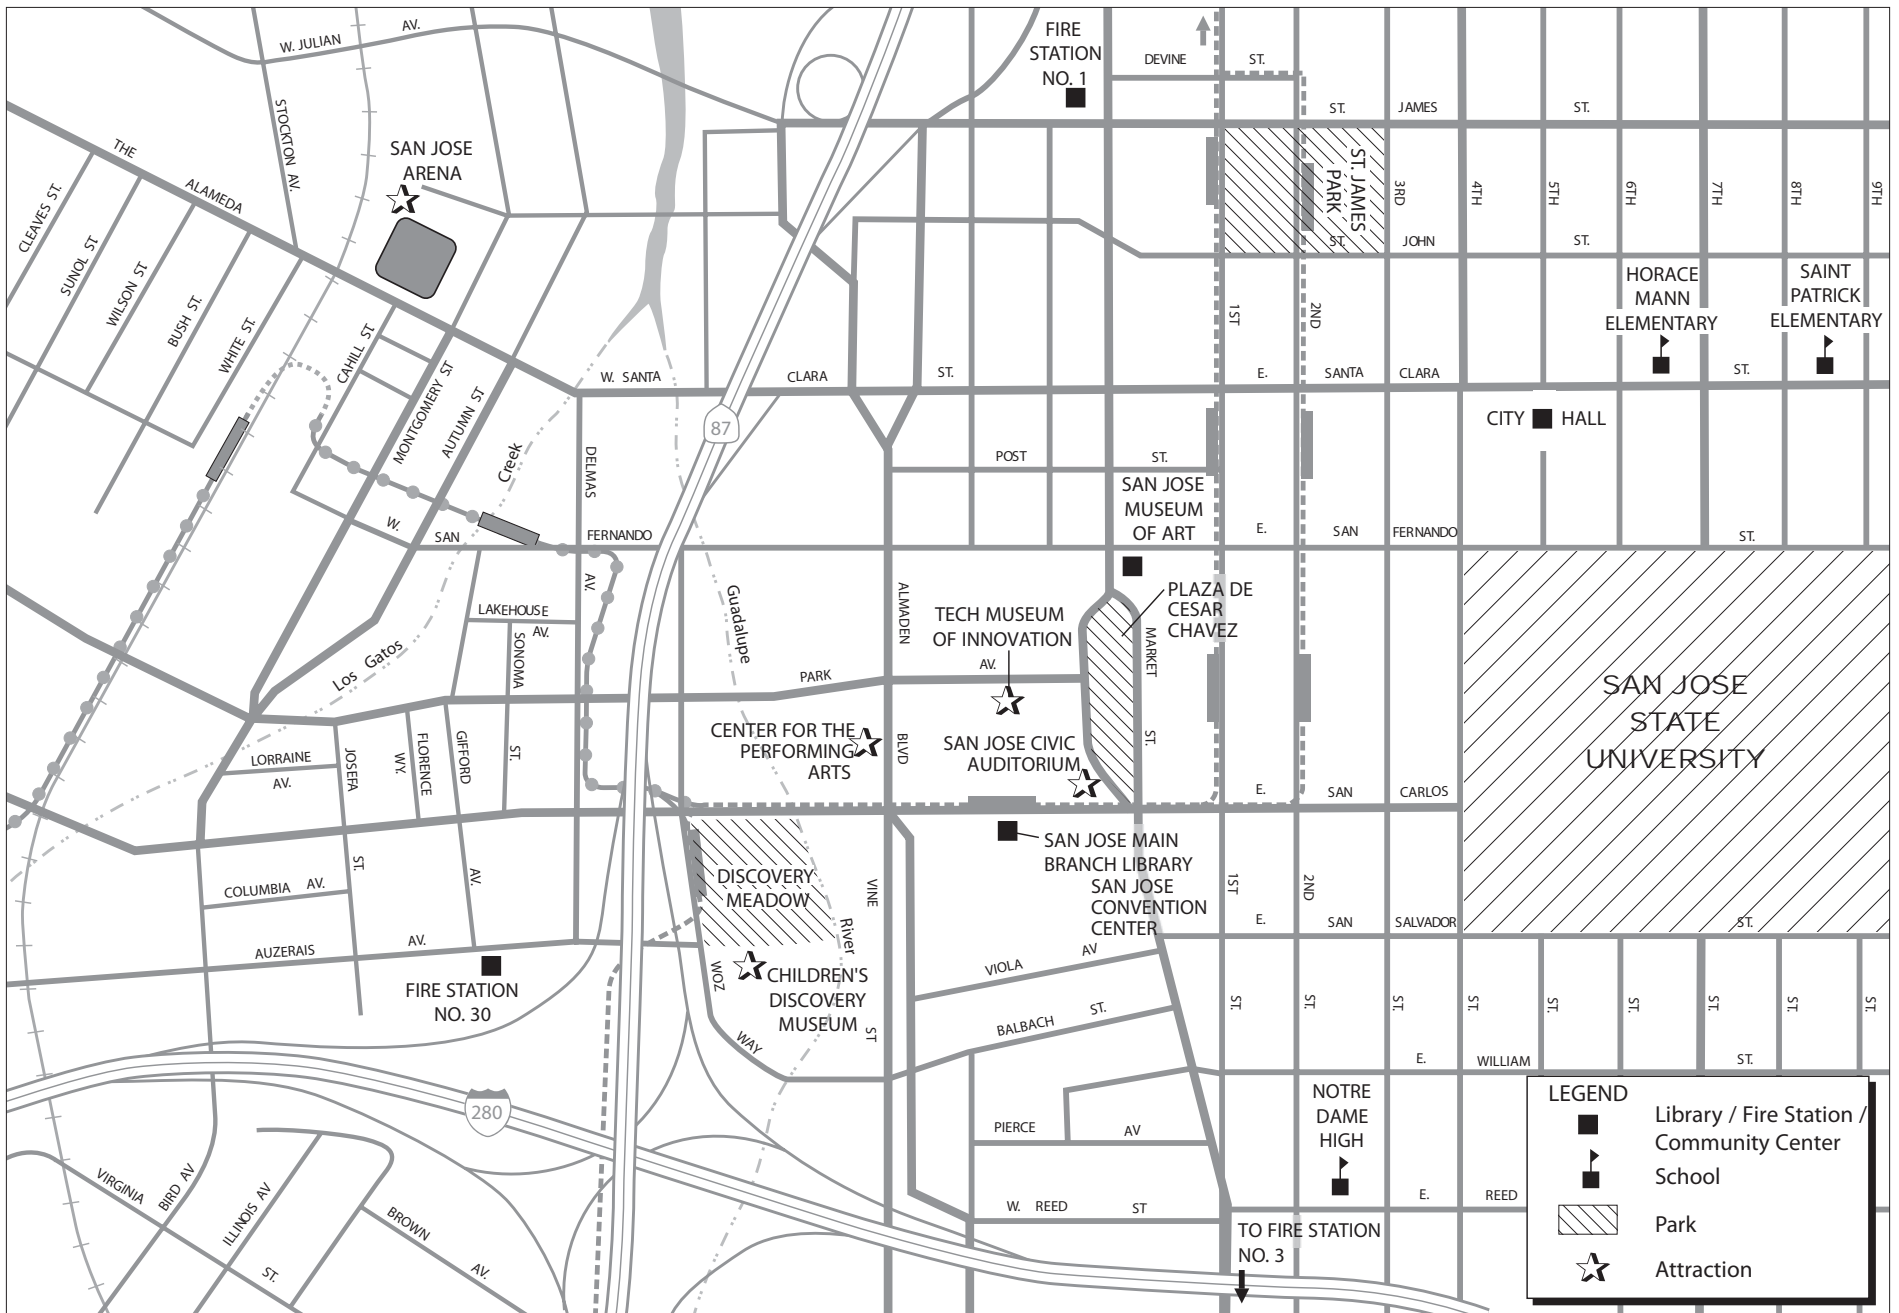 W. JULIAN AV.
FIRE
STATION
NO. 1
DEVINE ST.
ST. JAMES ST.
STOCKTON AV.
SAN JOSE
ARENA
THE ALAMEDA
CLEAVES ST.
SUNOL ST
WILSON ST.
BUSH ST.
WHITE ST.
CAHILL ST
MONTGOMERY ST
AUTUMN ST
ST. JAMES
PARK
3RD
4TH
5TH
6TH
7TH
8TH
9TH
ST. JOHN ST.
HORACE
MANN
ELEMENTARY
SAINT
PATRICK
ELEMENTARY
1ST
2ND
W. SANTA CLARA ST.
E. SANTA CLARA ST.
87
CITY HALL
Creek
DELMAS
POST ST.
SAN JOSE
MUSEUM
OF ART
W. SAN FERNANDO
E. SAN FERNANDO ST.
LAKEHOUSE
AV.
AV.
SONOMA
ST.
Los Gatos
Guadalupe
ALMADEN
BLVD
TECH MUSEUM
OF INNOVATION
PLAZA DE
CESAR
CHAVEZ
MARKET
ST.
PARK AV.
SAN JOSE
STATE
UNIVERSITY
CENTER FOR THE
PERFORMING
ARTS
SAN JOSE CIVIC
AUDITORIUM
LORRAINE
AV.
JOSEFA
ST.
FLORENCE
WY.
GIFFORD
AV.
E. SAN CARLOS
SAN JOSE MAIN
BRANCH LIBRARY
SAN JOSE
CONVENTION
CENTER
DISCOVERY
MEADOW
VINE
ST
River
1ST
2ND
COLUMBIA AV.
AUZERAIS AV.
E. SAN SALVADOR ST.
FIRE STATION
NO. 30
WOZ
WAY
CHILDREN'S
DISCOVERY
MUSEUM
VIOLA AV
BALBACH ST.
ST.
ST.
ST.
ST.
ST.
ST.
ST.
ST.
ST.
E. WILLIAM ST.
280
NOTRE
DAME
HIGH
PIERCE AV
VIRGINIA
ST.
BIRD AV
ILLINOIS AV
BROWN
AV.
W. REED ST
E. REED
TO FIRE STATION
NO. 3
LEGEND
Library / Fire Station /
Community Center
School
Park
Attraction